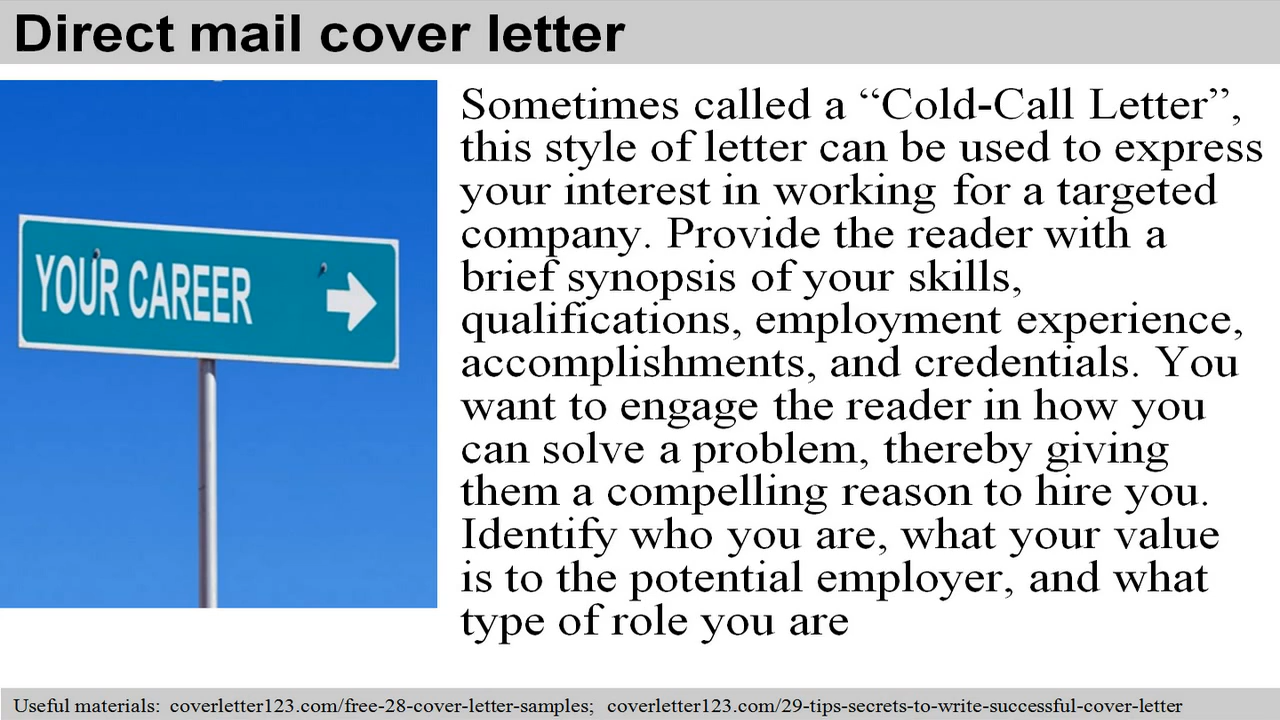 Direct mail cover letter
YOUR CAREER
Sometimes called a “Cold-Call Letter”,
this style of letter can be used to express
your interest in working for a targeted
company. Provide the reader with a
brief synopsis of your skills,
qualifications, employment experience,
accomplishments, and credentials. You
want to engage the reader in how you
can solve a problem, thereby giving
them a compelling reason to hire you.
Identify who you are, what your value
is to the potential employer, and what
type of role you are
Useful materials: coverletter123.com/free-28-cover-letter-samples; coverletter123.com/29-tips-secrets-to-write-successful-cover-letter